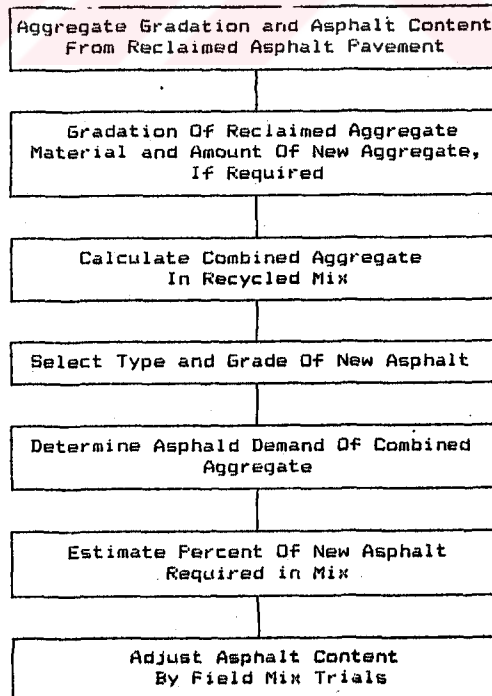 Aggregate Gradation and Asphalt Content
From Reclaimed Asphalt Pavement
Gradation Of Reclaimed Aggregate
Material and Amount Of New Aggregate,
If Required
Calculate Combined Aggregate
In Recycled Mix
Select Type and Grade Of New Asphalt
Determine Asphald Demand Of Combined
Aggregate
Estimate Percent Of New Asphalt
Required in Mix
Adjust Asphalt Content
By Field Mix Trials